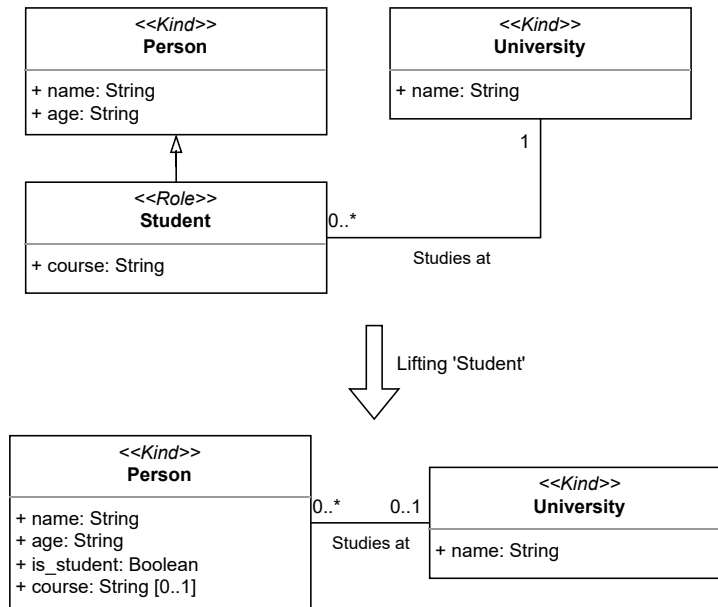 <<Kind>>
Person
+ name: String
+ age: String
<<Kind>>
University
+ name: String
1
<<Role>>
Student
+ course: String
0..*
Studies at
Lifting 'Student'
<<Kind>>
Person
+ name: String
+ age: String
+ is_student: Boolean
+ course: String [0..1]
0..*
0..1
Studies at
<<Kind>>
University
+ name: String